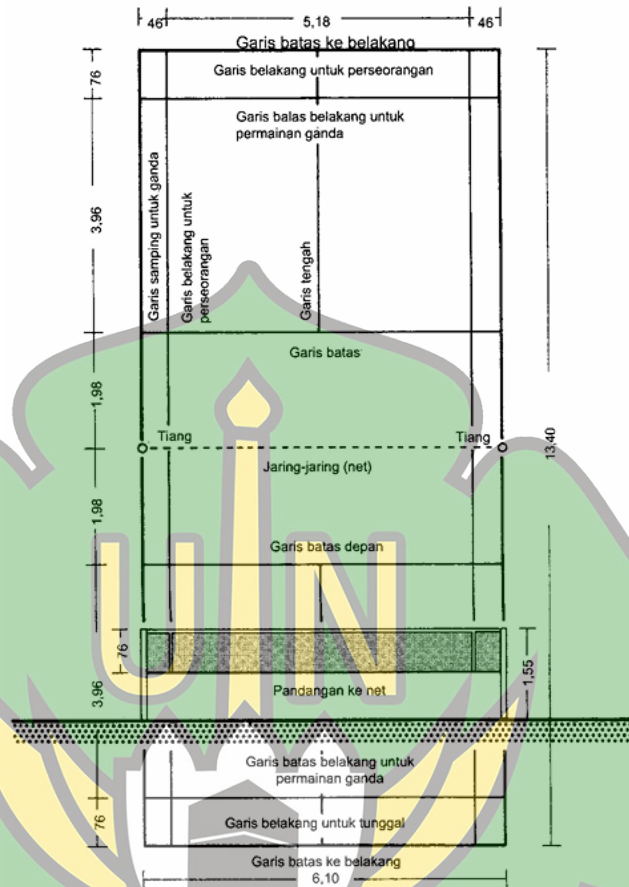 46 5,18 46
Garis batas ke belakano
76
Garis belakang untuk perseorangan
Garis balas belakang untuk
permainan ganda
3,96
Garis samping untuk ganda
Garis belakang untuk
perseorangan
Garis tengah
Garis batas
1,98
Tiang
Tiang
13,40
Jaring-jaring (net)
1,98
Garis batas depan
76
1,55
3,96
Pandangan ke net
UIN
Garis batas belakang untuk
permainan ganda
76
Garis belakang untuk tunggal
Garis batas ke belakang
6,10